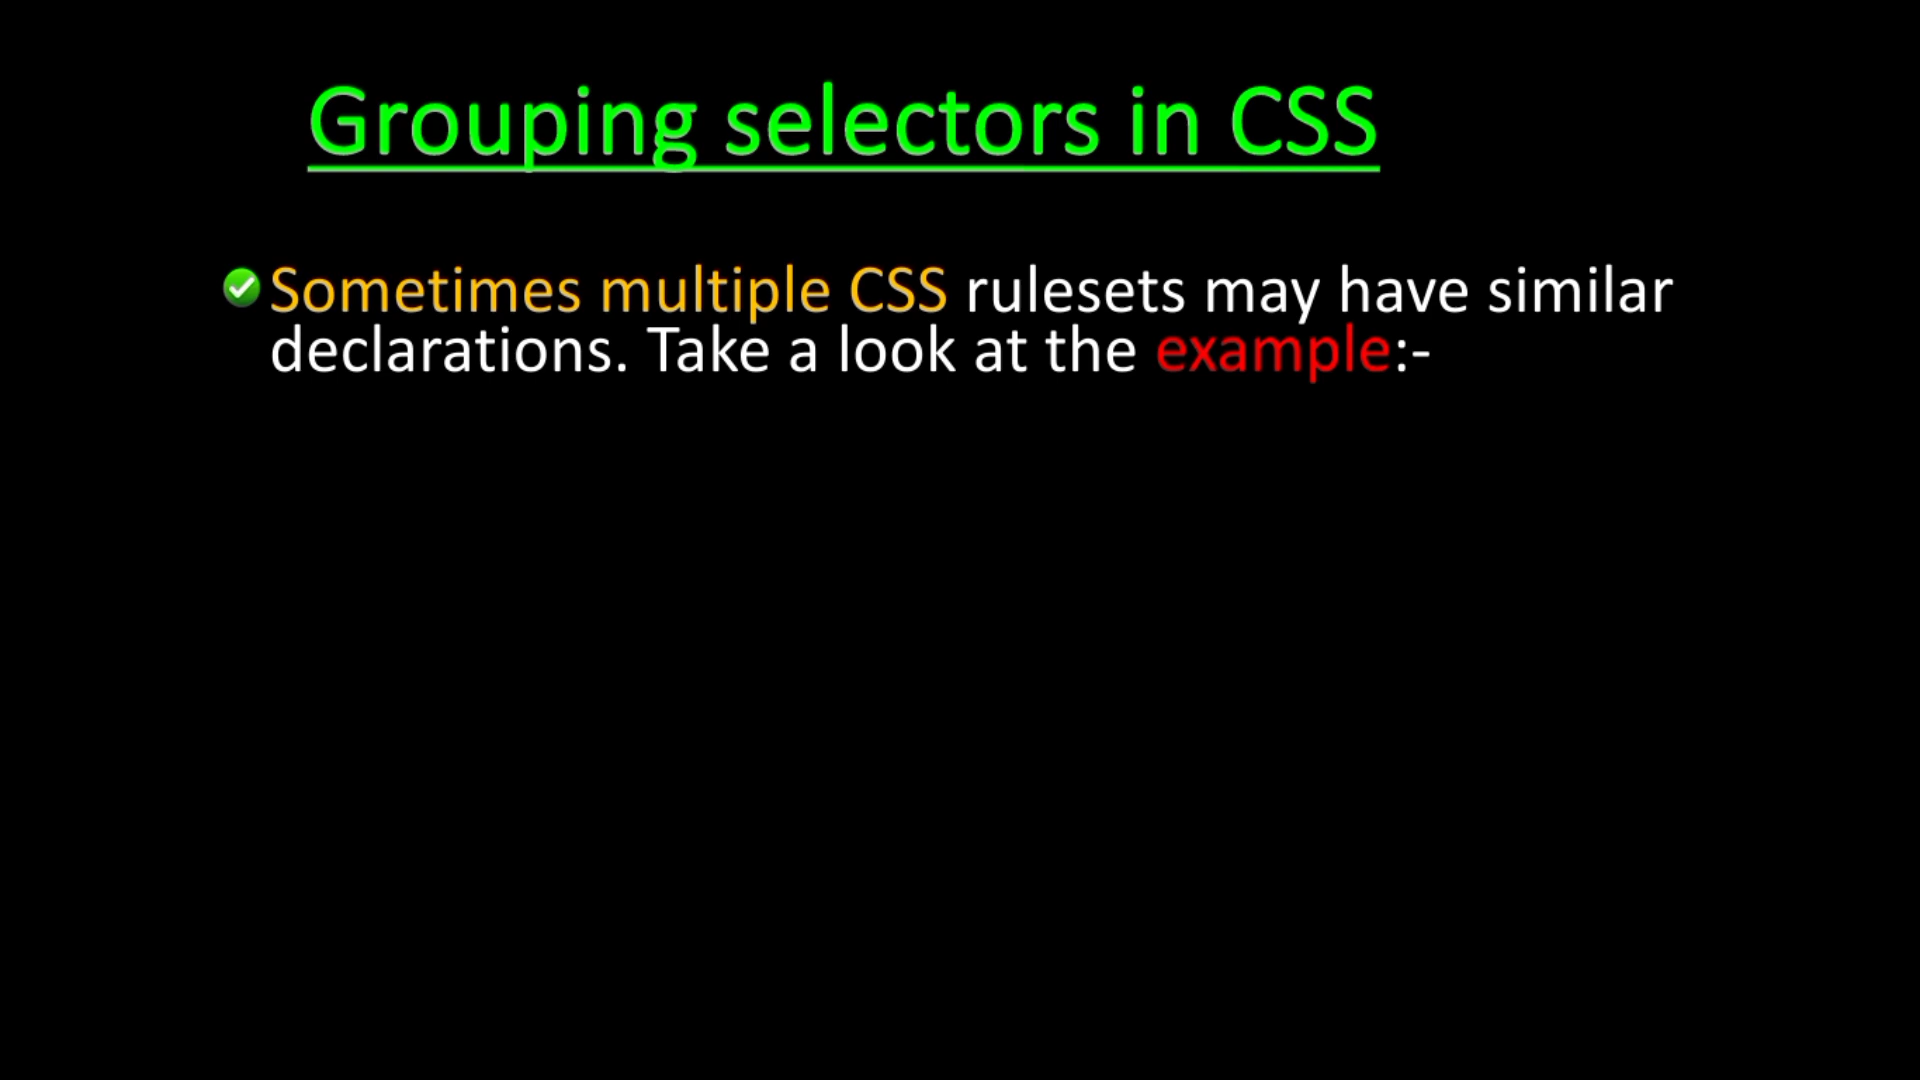 Grouping selectors in CSS
Sometimes multiple CSS rulesets may have similar
declarations. Take a look at the example:-